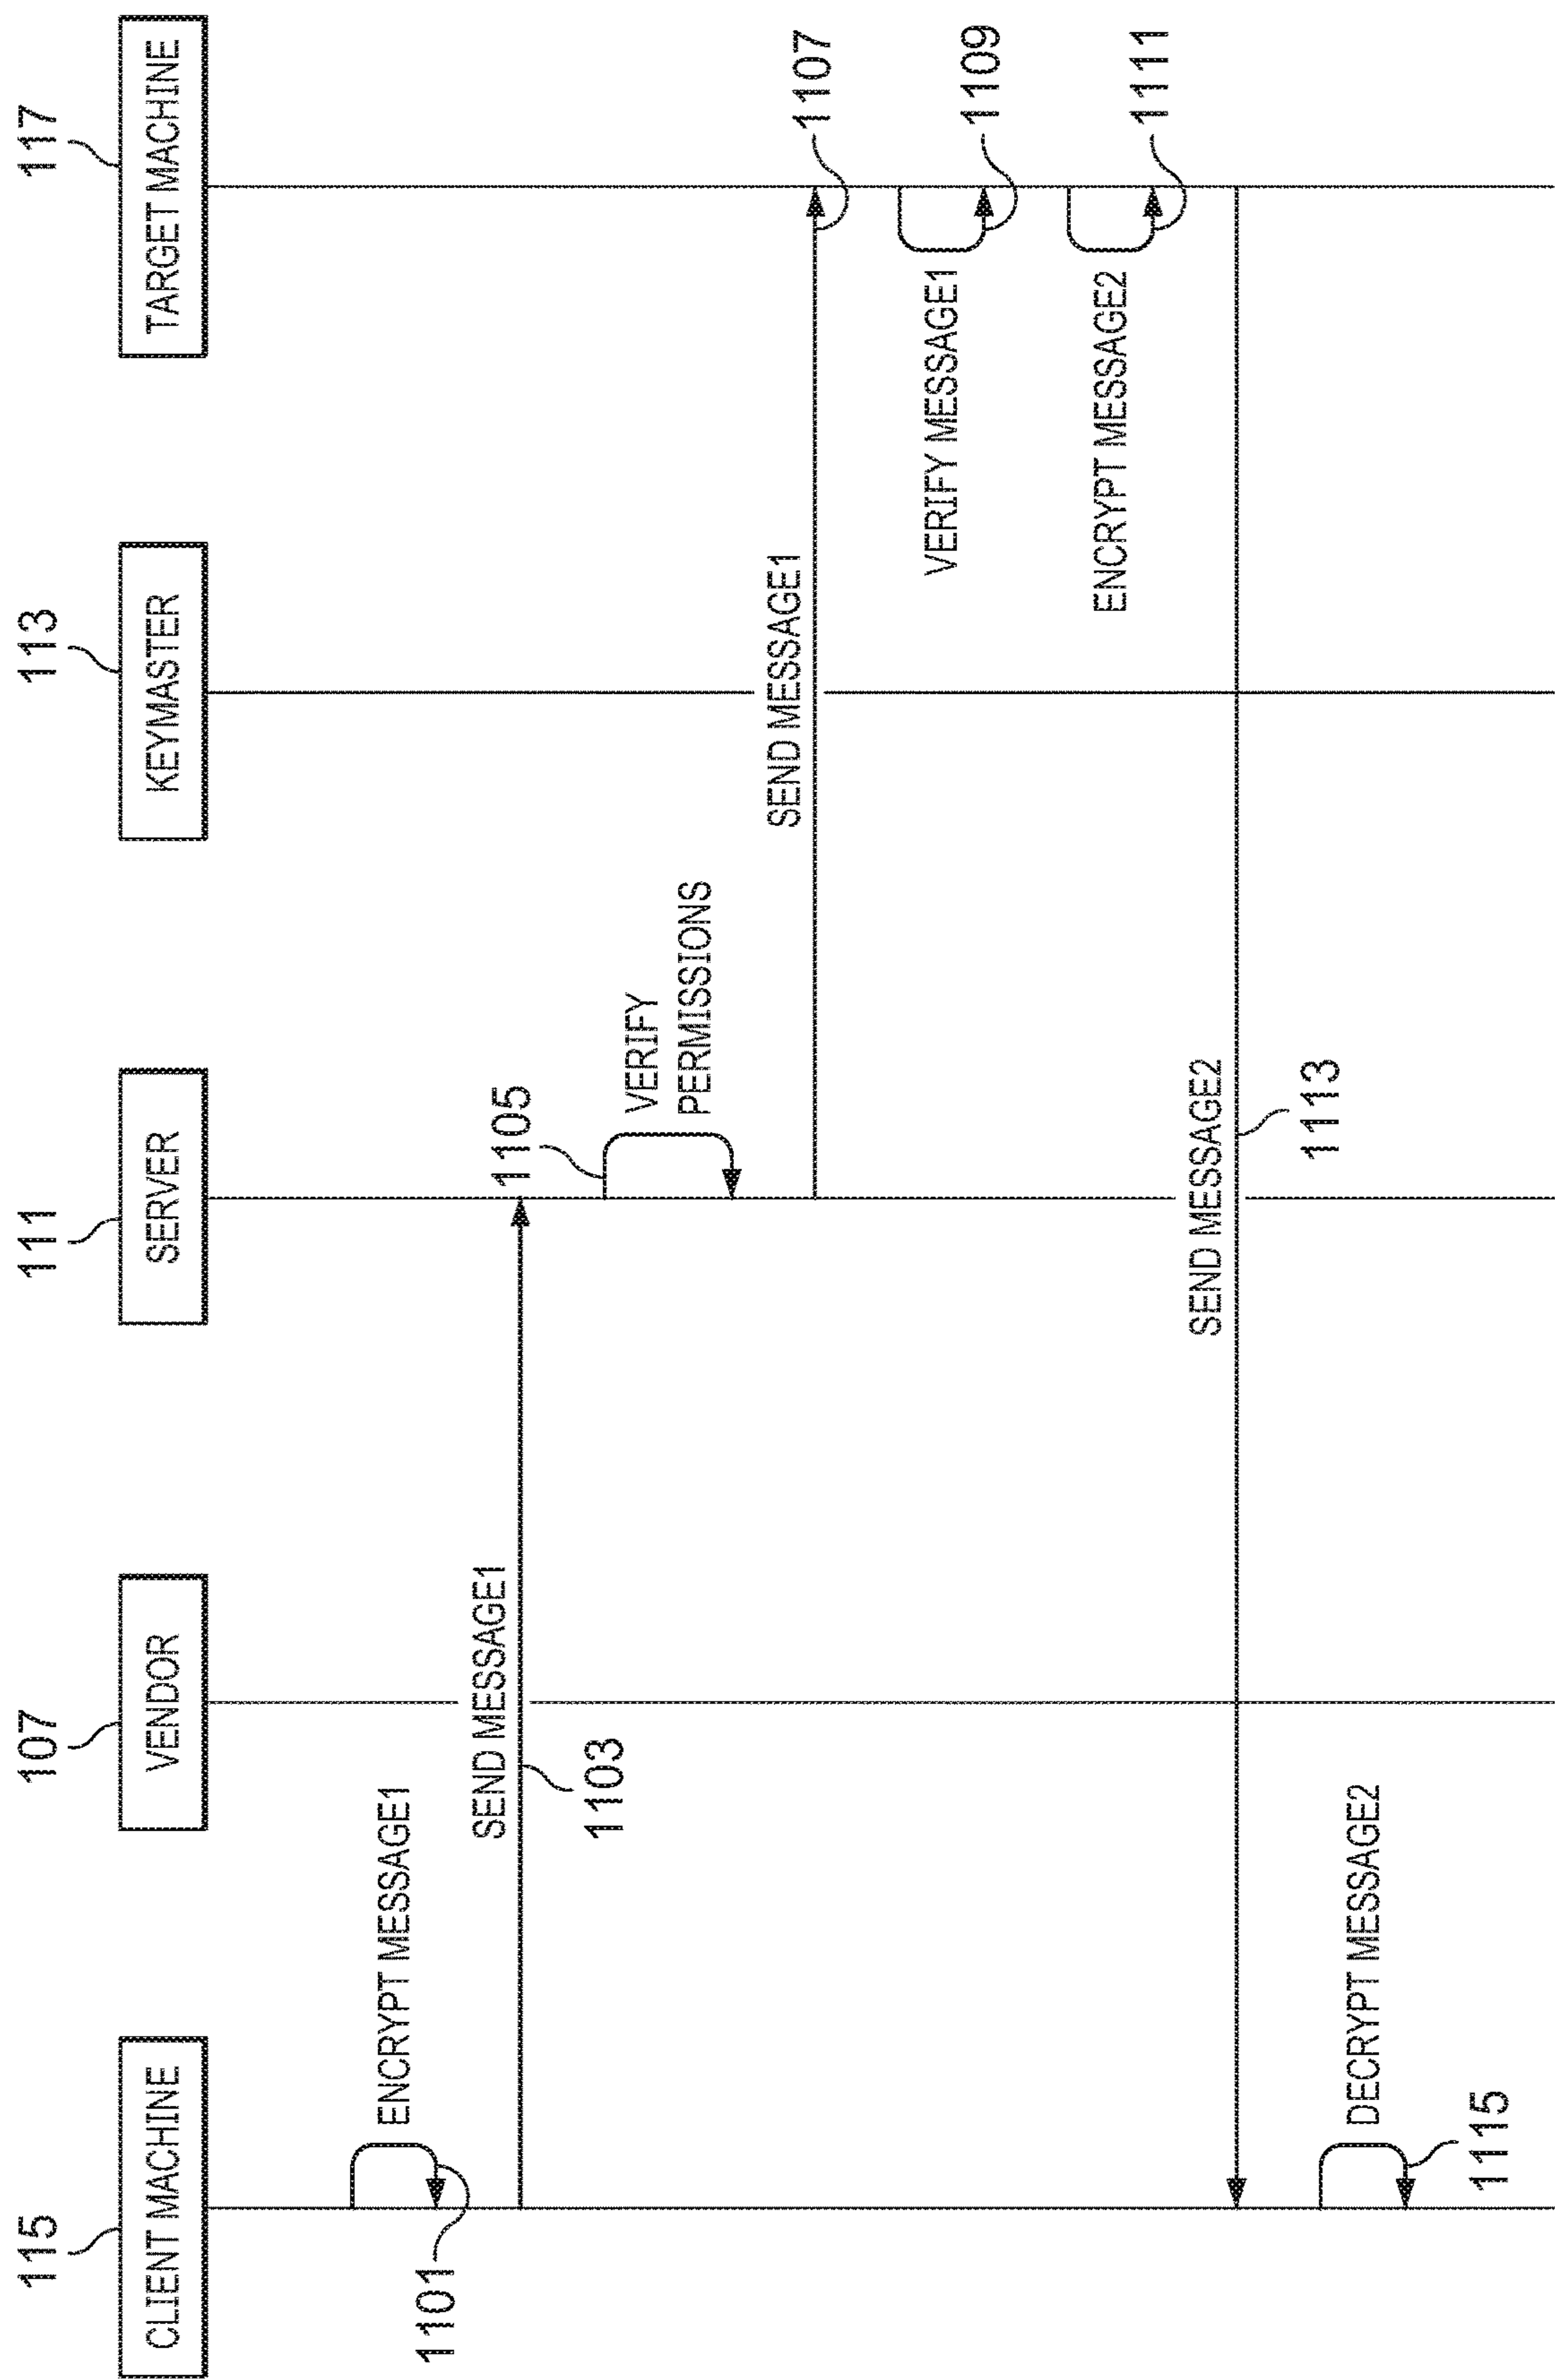 115
107
111
113
117
CLIENT MACHINE
VENDOR
SERVER
KEYMASTER
TARGET MACHINE
ENCRYPT MESSAGE1
1101
SEND MESSAGE1
1103
1105
VERIFY
PERMISSIONS
SEND MESSAGE1
1107
VERIFY MESSAGE1
1109
ENCRYPT MESSAGE2
1111
SEND MESSAGE2
1113
DECRYPT MESSAGE2
1115